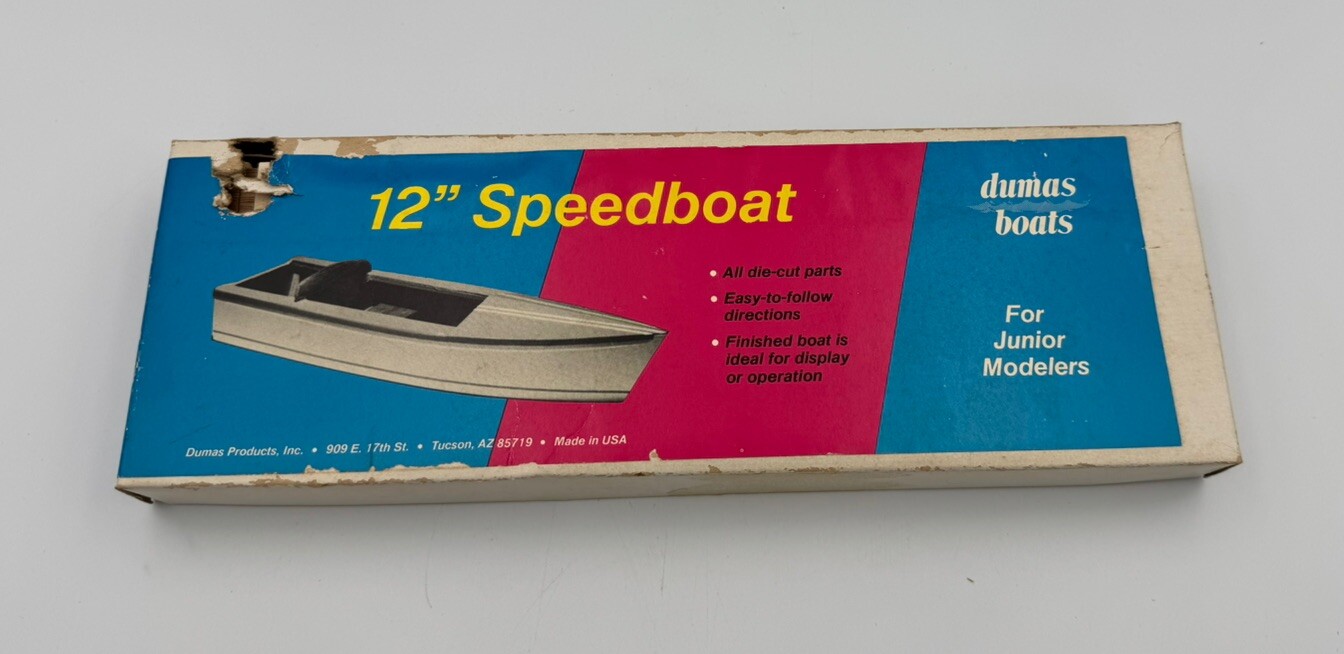 12” Speedboat
dumas
boats
• All die-cut parts
• Easy-to-follow
directions
• Finished boat is
ideal for display
or operation
For
Junior
Modelers
Dumas Products, Inc. • 909 E. 17th St. • Tucson, AZ 85719 • Made in USA